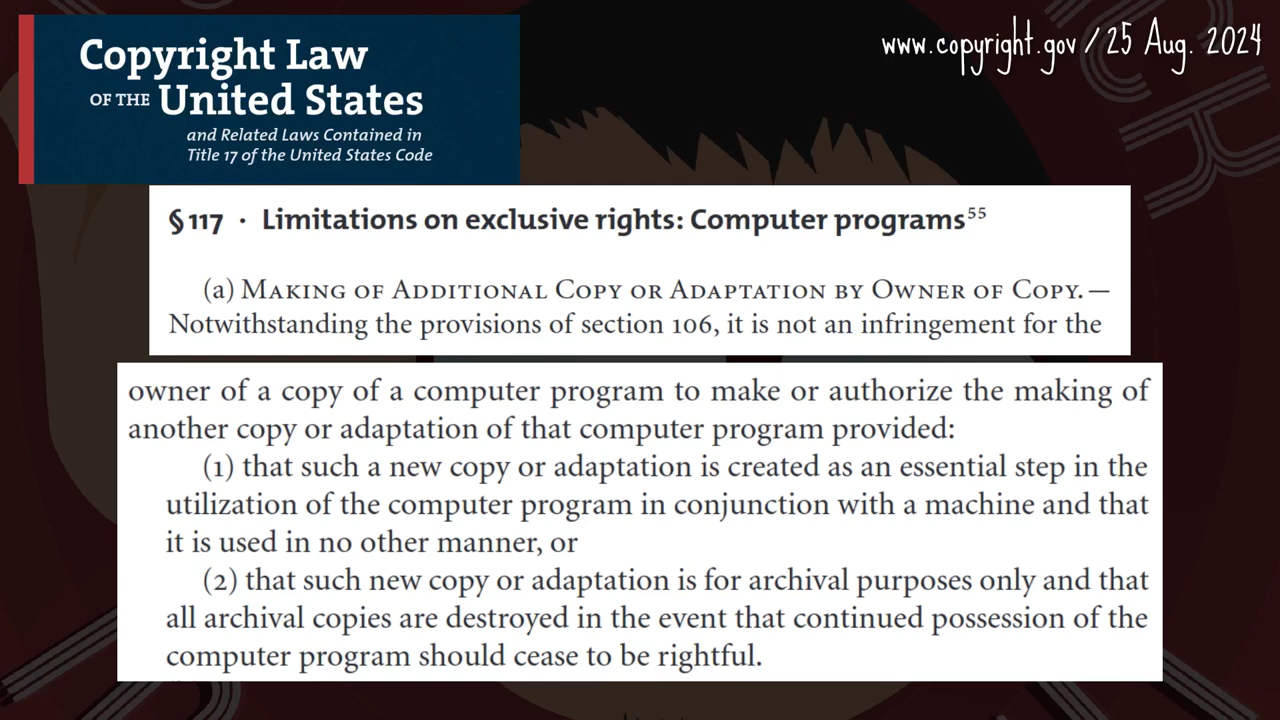 www.copyright.gov / 25 Aug. 2024
Copyright Law
OF THE United States
and Related Laws Contained in
Title 17 of the United States Code
§ 117 · Limitations on exclusive rights: Computer programs⁵⁵
(a) Making of Additional Copy or Adaptation by Owner of Copy.—
Notwithstanding the provisions of section 106, it is not an infringement for the
owner of a copy of a computer program to make or authorize the making of
another copy or adaptation of that computer program provided:
(1) that such a new copy or adaptation is created as an essential step in the
utilization of the computer program in conjunction with a machine and that
it is used in no other manner, or
(2) that such new copy or adaptation is for archival purposes only and that
all archival copies are destroyed in the event that continued possession of the
computer program should cease to be rightful.